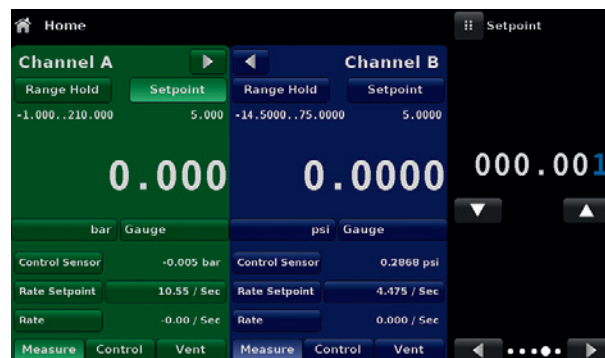 Home
Setpoint
Channel A
Channel B
Range Hold Setpoint
Range Hold Setpoint
-1.000..210.000 5.000
-14.5000..75.0000 5.0000
0.000
0.0000
000.001
bar Gauge
psi Gauge
Control Sensor -0.005 bar
Control Sensor 0.2868 psi
Rate Setpoint 10.55 / Sec
Rate Setpoint 4.475 / Sec
Rate -0.00 / Sec
Rate 0.000 / Sec
Measure Control Vent
Measure Control Vent